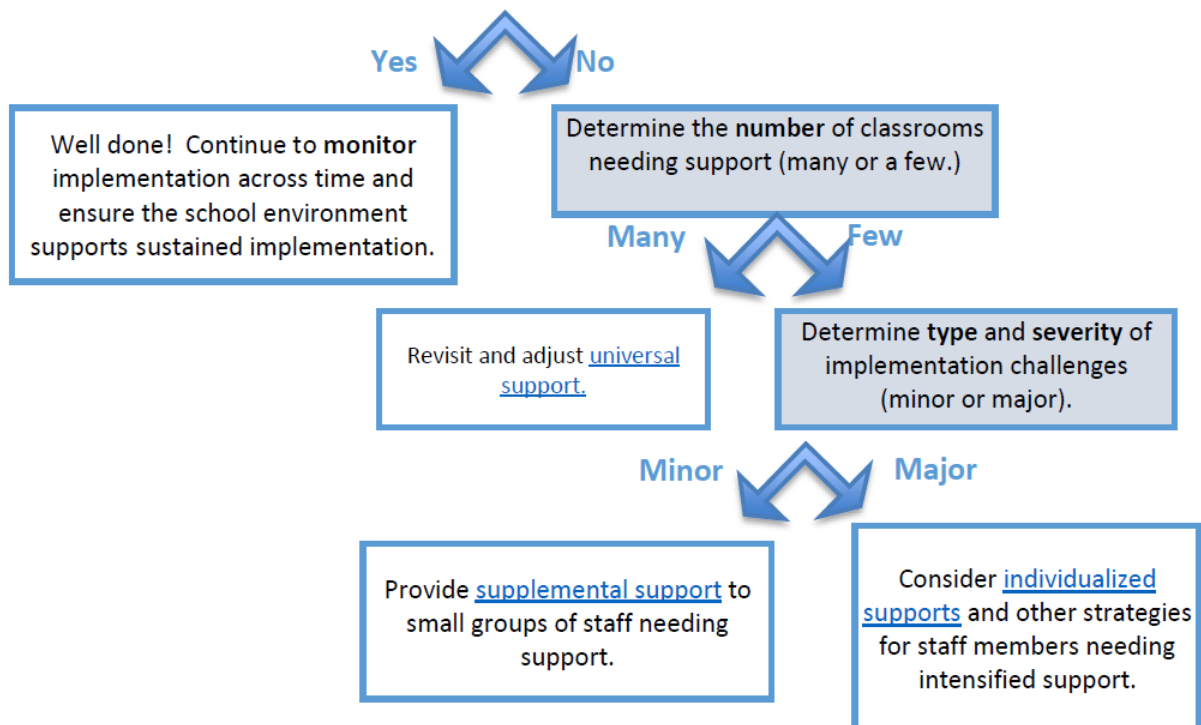 Yes
No
Well done!  Continue to monitor
implementation across time and
ensure the school environment
supports sustained implementation.
Determine the number of classrooms
needing support (many or a few.)
Many
Few
Revisit and adjust universal
support.
Determine type and severity of
implementation challenges
(minor or major).
Minor
Major
Provide supplemental support to
small groups of staff needing
support.
Consider individualized
supports and other strategies
for staff members needing
intensified support.